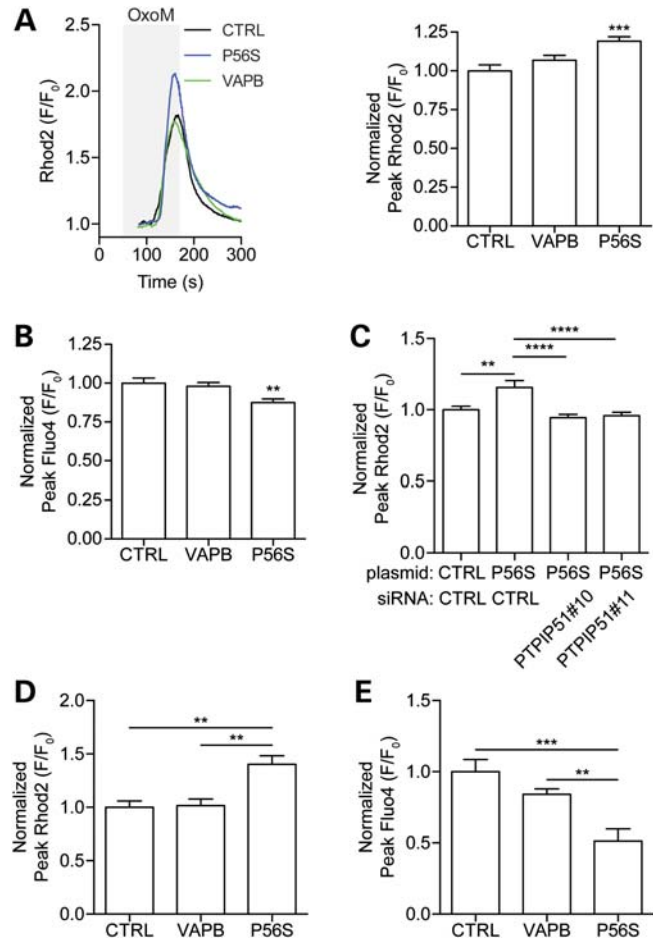 A
OxoM
CTRL
P56S
VAPB
Rhod2 (F/F0)
2.5
2.0
1.5
1.0
0
100
200
300
Time (s)
Normalized
Peak Rhod2 (F/F0)
1.25
1.00
0.75
0.50
0.25
0.00
***
CTRL VAPB P56S
B
Normalized
Peak Fluo4 (F/F0)
1.25
1.00
0.75
0.50
0.25
0.00
**
CTRL VAPB P56S
C
Normalized
Peak Rhod2 (F/F0)
1.5
1.0
0.5
0.0
****
****
**
plasmid: CTRL P56S P56S P56S
siRNA: CTRL CTRL
PTPIP51#10
PTPIP51#11
D
Normalized
Peak Rhod2 (F/F0)
2.0
1.5
1.0
0.5
0.0
**
**
CTRL VAPB P56S
E
Normalized
Peak Fluo4 (F/F0)
1.5
1.0
0.5
0.0
***
**
CTRL VAPB P56S